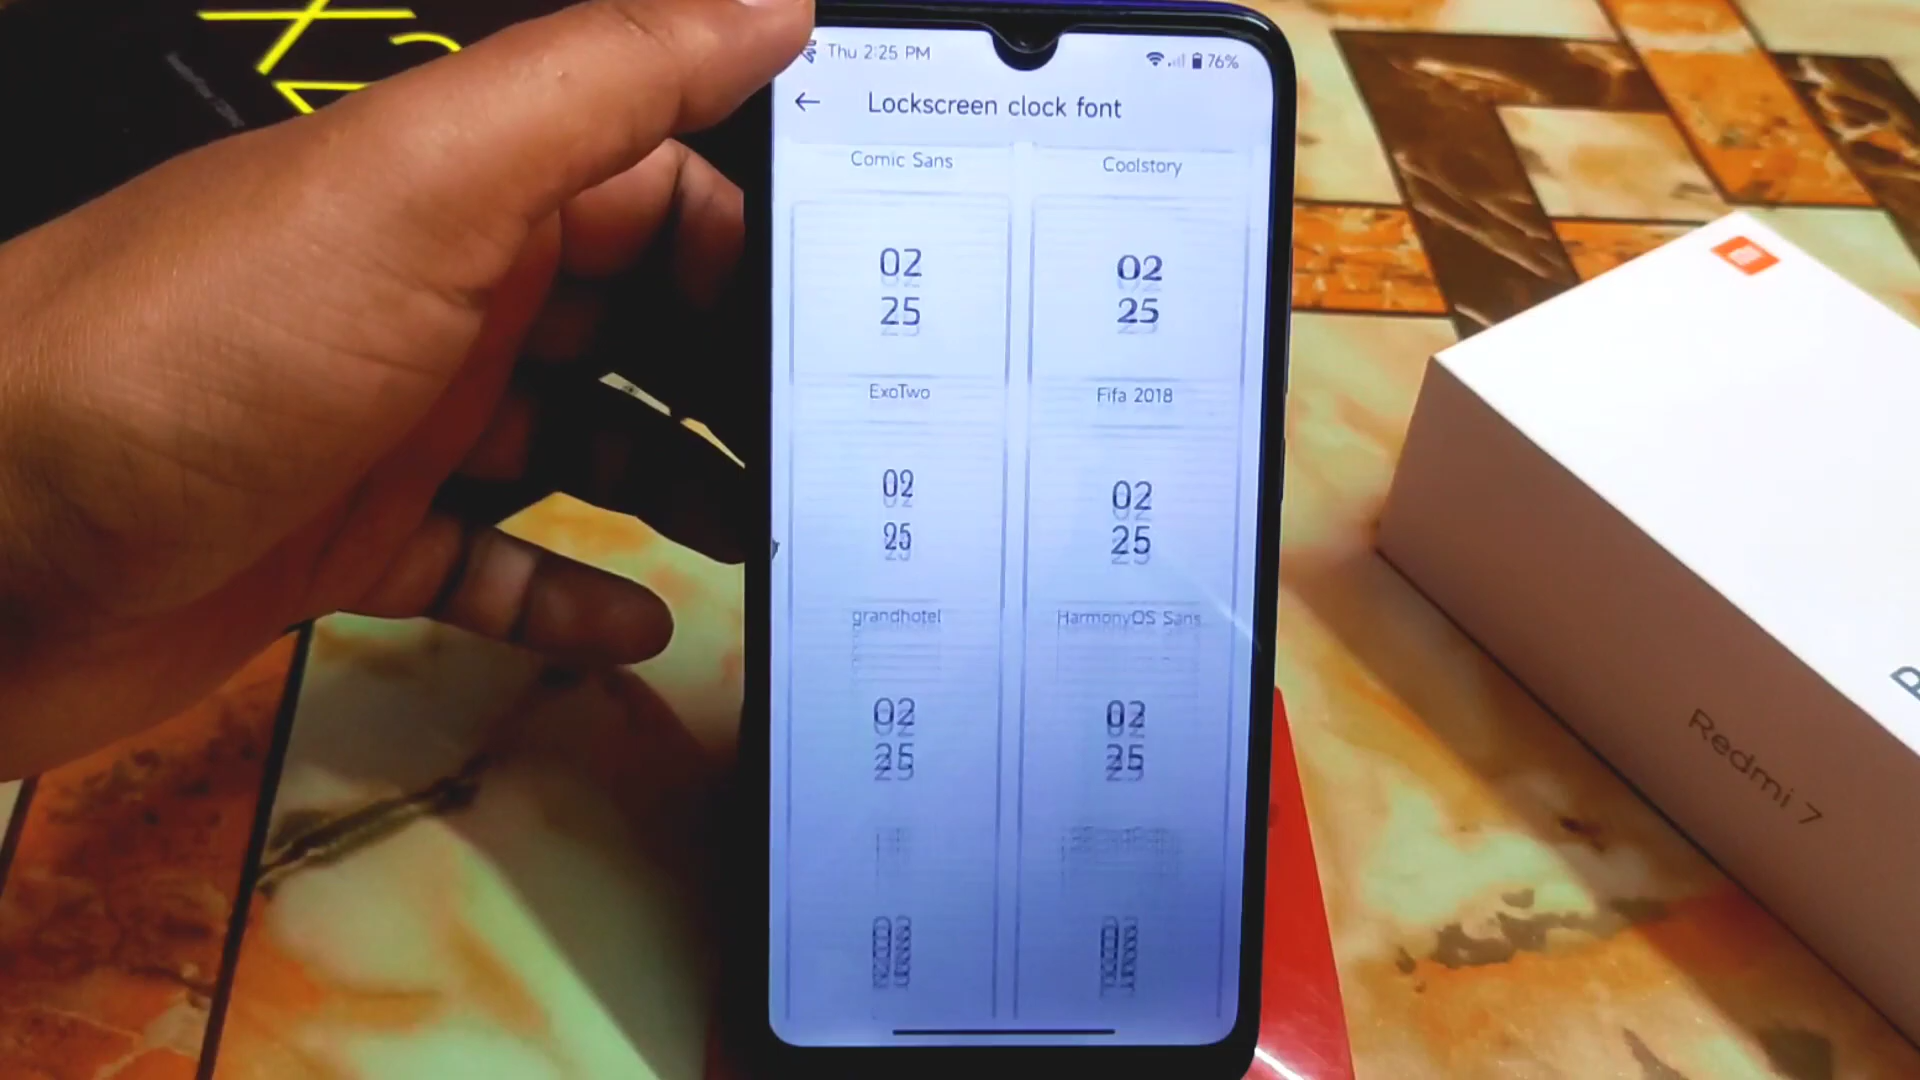 Thu 2:25 PM
76%
Lockscreen clock font
Comic Sans
Coolstory
02
25
02
25
ExoTwo
Fifa 2018
02
25
02
25
grandhotel
HarmonyOS Sans
02
25
02
25
Redmi 7